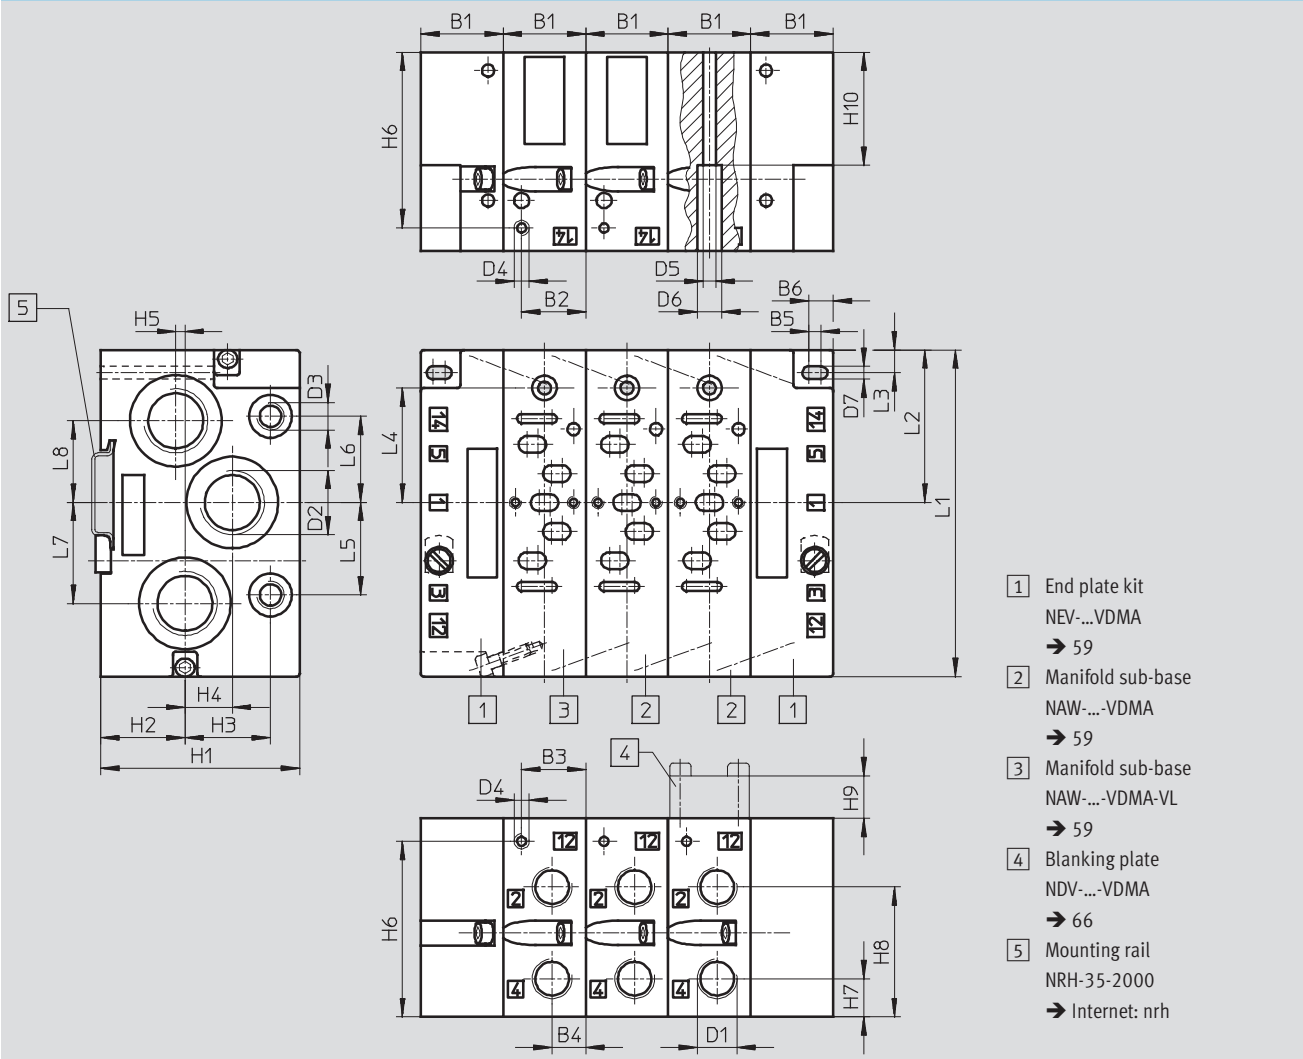 B1 B1 B1 B1 B1
H6
H10
14 14
D4
D5
B2
D6
B6
B5
5
H5
D3
L8
L6
D2
L7
L5
H4
H2 H3
H1
L4
14
5
1
3
12
14
5
1
3
12
D7
L3
L2
L1
1 3 2 2 1
B3
4
D4
H9
12 12 12
2 2 2
4 4 4
H6
H8
H7
B4
D1
1 End plate kit
NEV-...VDMA
➔ 59
2 Manifold sub-base
NAW-...-VDMA
➔ 59
3 Manifold sub-base
NAW-...-VDMA-VL
➔ 59
4 Blanking plate
NDV-...-VDMA
➔ 66
5 Mounting rail
NRH-35-2000
➔ Internet: nrh